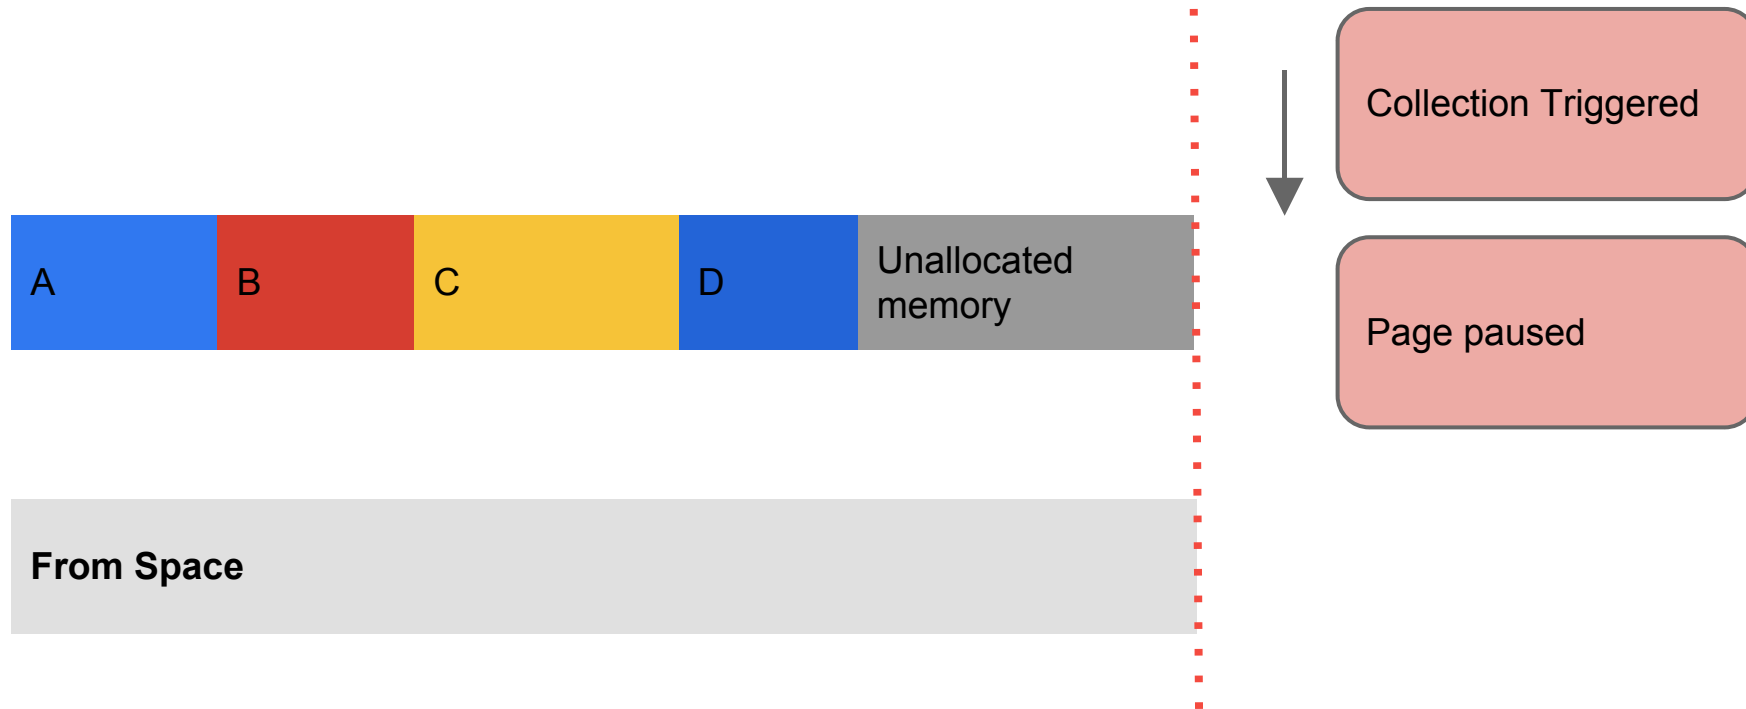 Collection Triggered
A
B
C
D
Unallocated
memory
Page paused
From Space